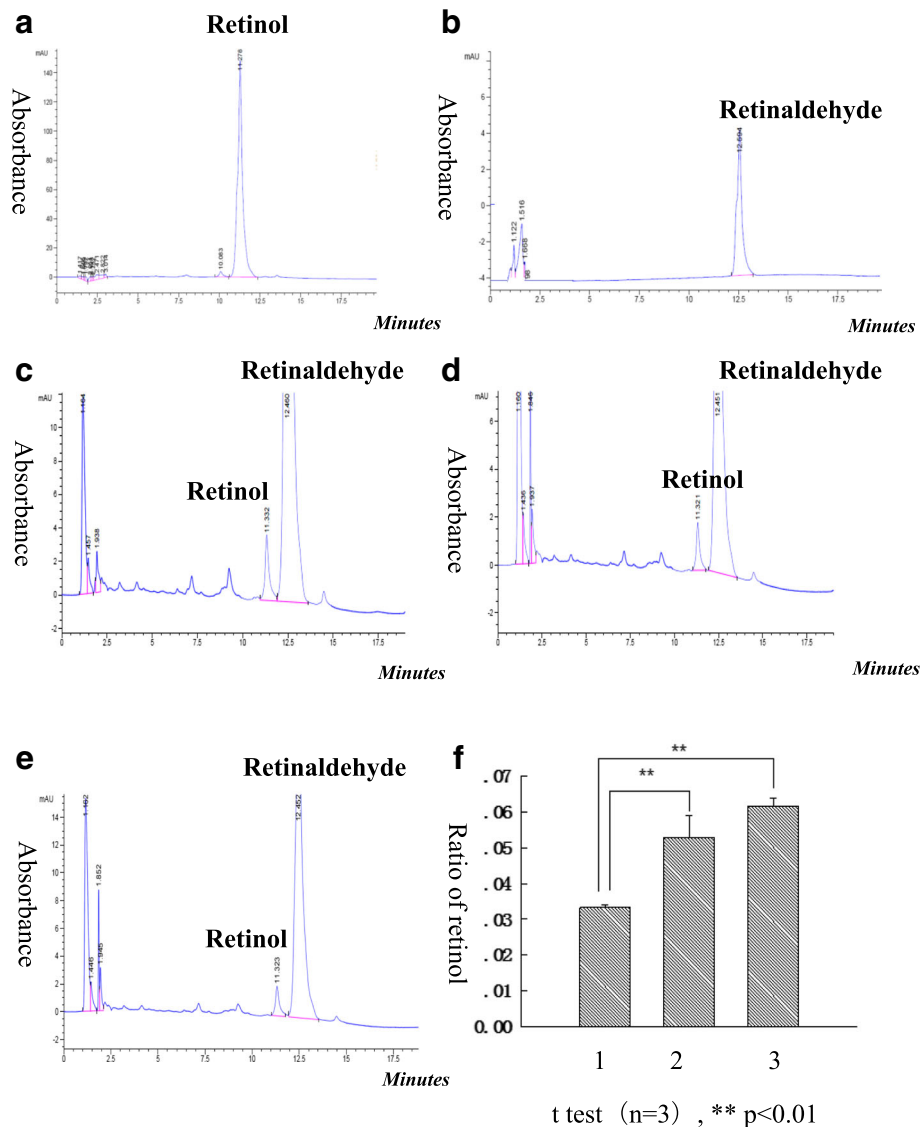 a
Retinol
mAU
Absorbance
11.278
10.063
140
120
100
80
60
40
20
0
0 2.5 5 7.5 10 12.5 15 17.5
Minutes
b
mAU
Absorbance
Retinaldehyde
12.594
1.122
1.516
1.668
6
4
2
0
-2
-4
0 2.5 5 7.5 10 12.5 15 17.5
Minutes
c
Retinaldehyde
mAU
Absorbance
1.457
1.938
Retinol
11.332
12.460
10
8
6
4
2
0
-2
0 2.5 5 7.5 10 12.5 15 17.5
Minutes
d
Retinaldehyde
mAU
Absorbance
1.160
1.436
1.937
Retinol
11.321
12.451
6
4
2
0
-2
0 2.5 5 7.5 10 12.5 15 17.5
Minutes
e
Retinaldehyde
mAU
Absorbance
1.162
1.446
1.852
1.945
Retinol
11.323
12.452
14
12
10
8
6
4
2
0
-2
0 2.5 5 7.5 10 12.5 15 17.5
Minutes
f
**
**
Ratio of retinol
.07
.06
.05
.04
.03
.02
.01
0.00
1 2 3
t test（n=3）, ** p<0.01